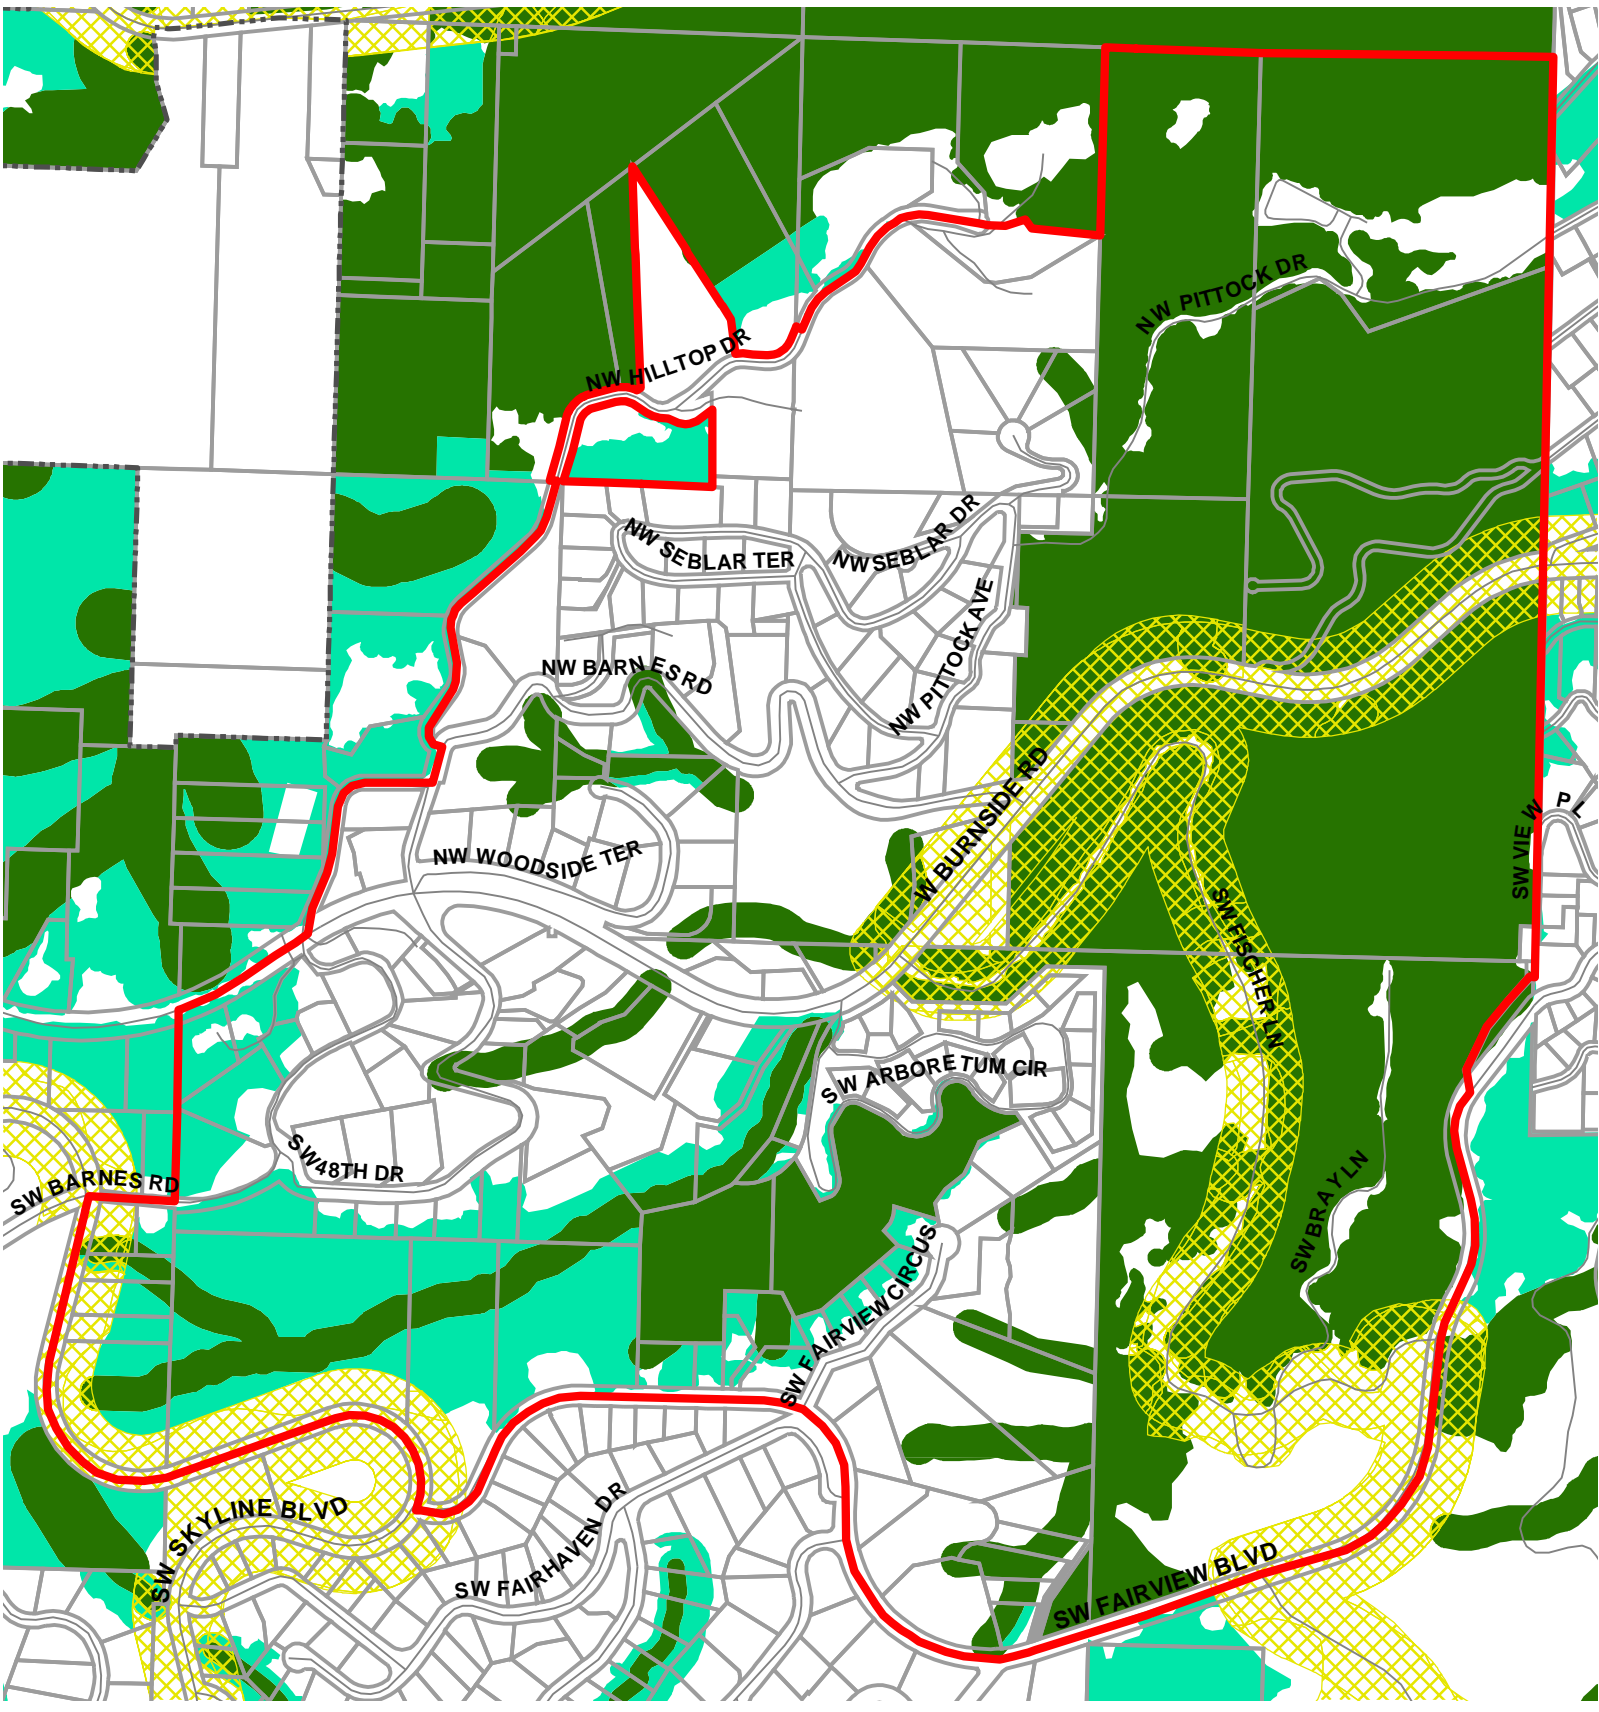 NW PITTOCK DR
NW HILLTOP DR
NW SEBLAR TER
NW SEBLAR DR
NW PITTOCK AVE
NW BARNES RD
W BURNSIDE RD
SW VIEW PL
NW WOODSIDE TER
SW FISCHER LN
SW ARBORETUM CIR
SW 48TH DR
SW BARNES RD
SW BRAY LN
SW FAIRVIEW CIRCUS
SW SKYLINE BLVD
SW FAIRHAVEN DR
SW FAIRVIEW BLVD